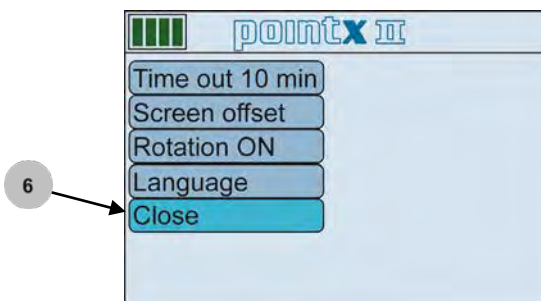 pointx II
Time out 10 min
Screen offset
Rotation ON
Language
6
Close